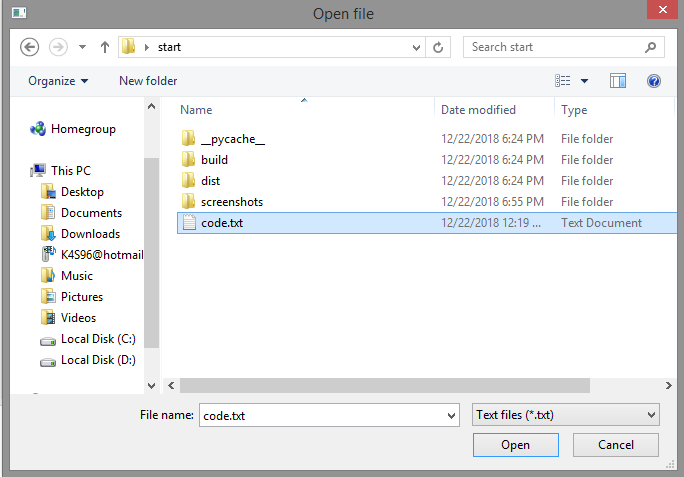 Open file
start
Search start
Organize New folder
Name Date modified Type
Homegroup
This PC
Desktop
Documents
Downloads
K4S96@hotmail
Music
Pictures
Videos
Local Disk (C:)
Local Disk (D:)
__pycache__ 12/22/2018 6:24 PM File folder
build 12/22/2018 6:24 PM File folder
dist 12/22/2018 6:24 PM File folder
screenshots 12/22/2018 6:55 PM File folder
code.txt 12/22/2018 12:19 ... Text Document
File name: code.txt Text files (*.txt)
Open Cancel